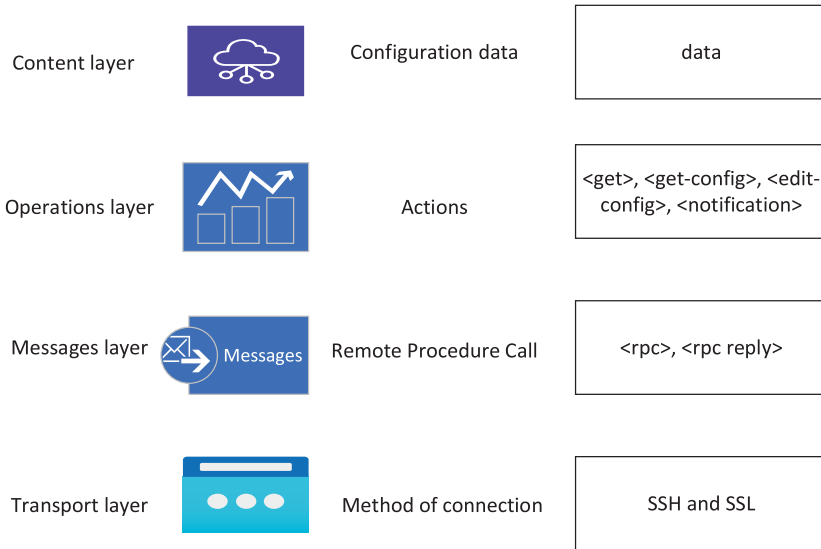 Content layer
Configuration data
data
Operations layer
Actions
<get>, <get-config>, <edit-
config>, <notification>
Messages layer
Messages
Remote Procedure Call
<rpc>, <rpc reply>
Transport layer
Method of connection
SSH and SSL